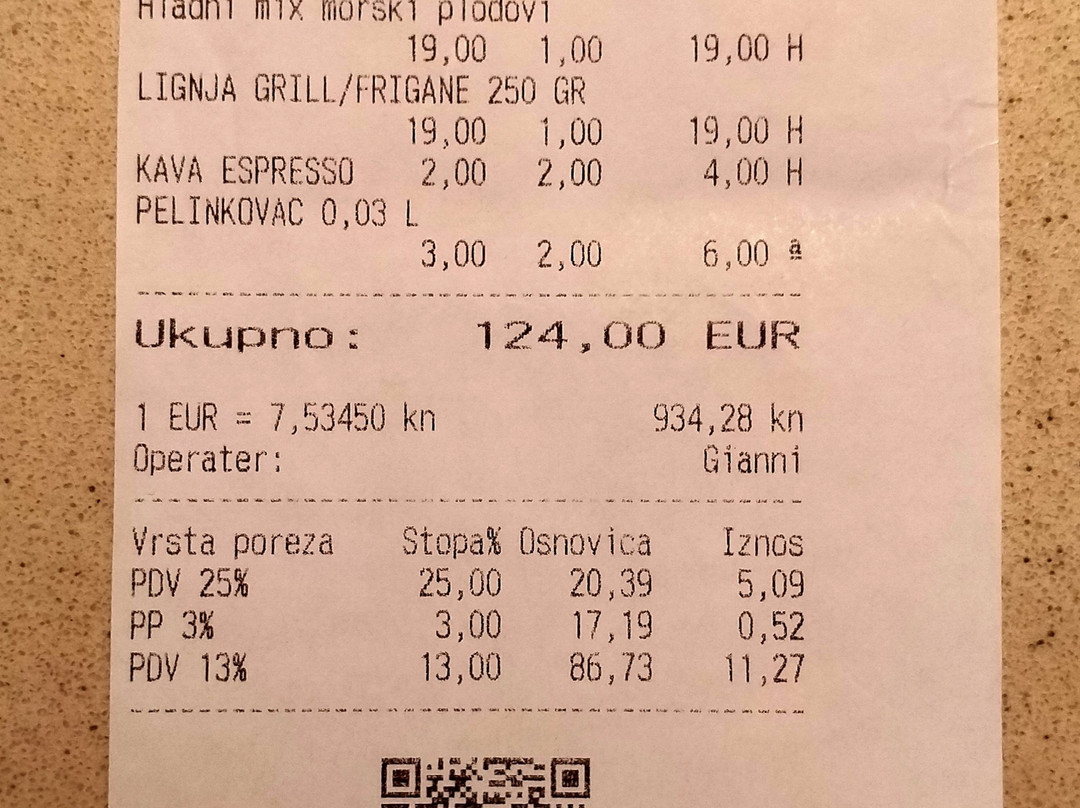 Hladni mix morski plodovi
19,00 1,00 19,00 H
LIGNJA GRILL/FRIGANE 250 GR
19,00 1,00 19,00 H
KAVA ESPRESSO 2,00 2,00 4,00 H
PELINKOVAC 0,03 L
3,00 2,00 6,00 ª
Ukupno: 124,00 EUR
1 EUR = 7,53450 kn 934,28 kn
Operater: Gianni
Vrsta poreza Stopa% Osnovica Iznos
PDV 25% 25,00 20,39 5,09
PP 3% 3,00 17,19 0,52
PDV 13% 13,00 86,73 11,27